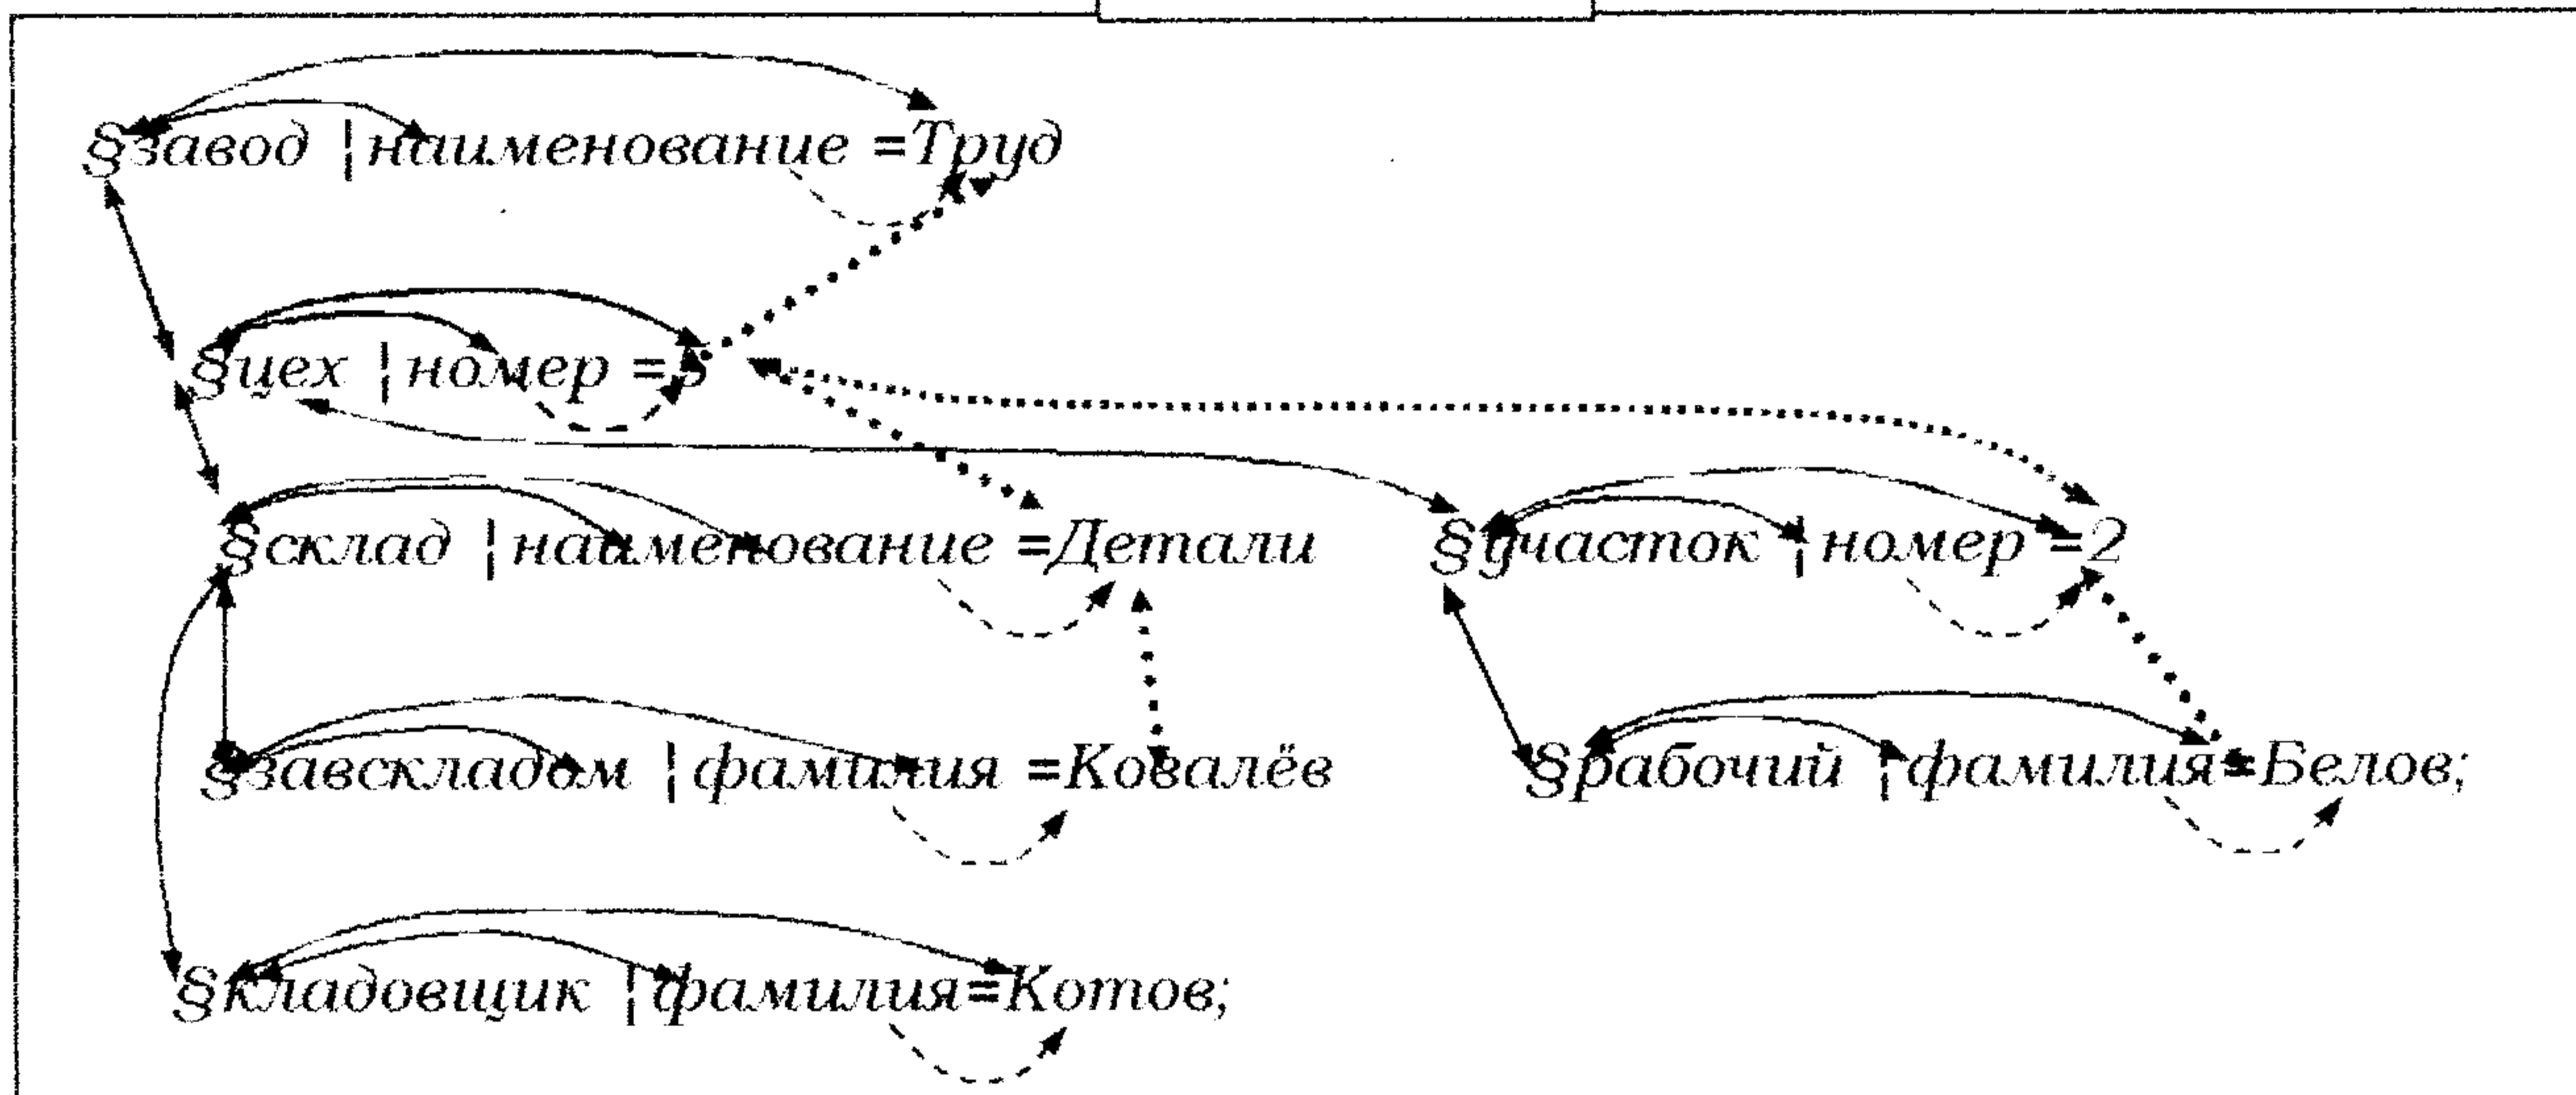 §завод |наименование =Труд
§цех |номер =5
§склад |наименование =Детали §участок |номер =2
§завскладом |фамилия =Ковалёв §рабочий |фамилия=Белов;
§кладовщик |фамилия=Котов;